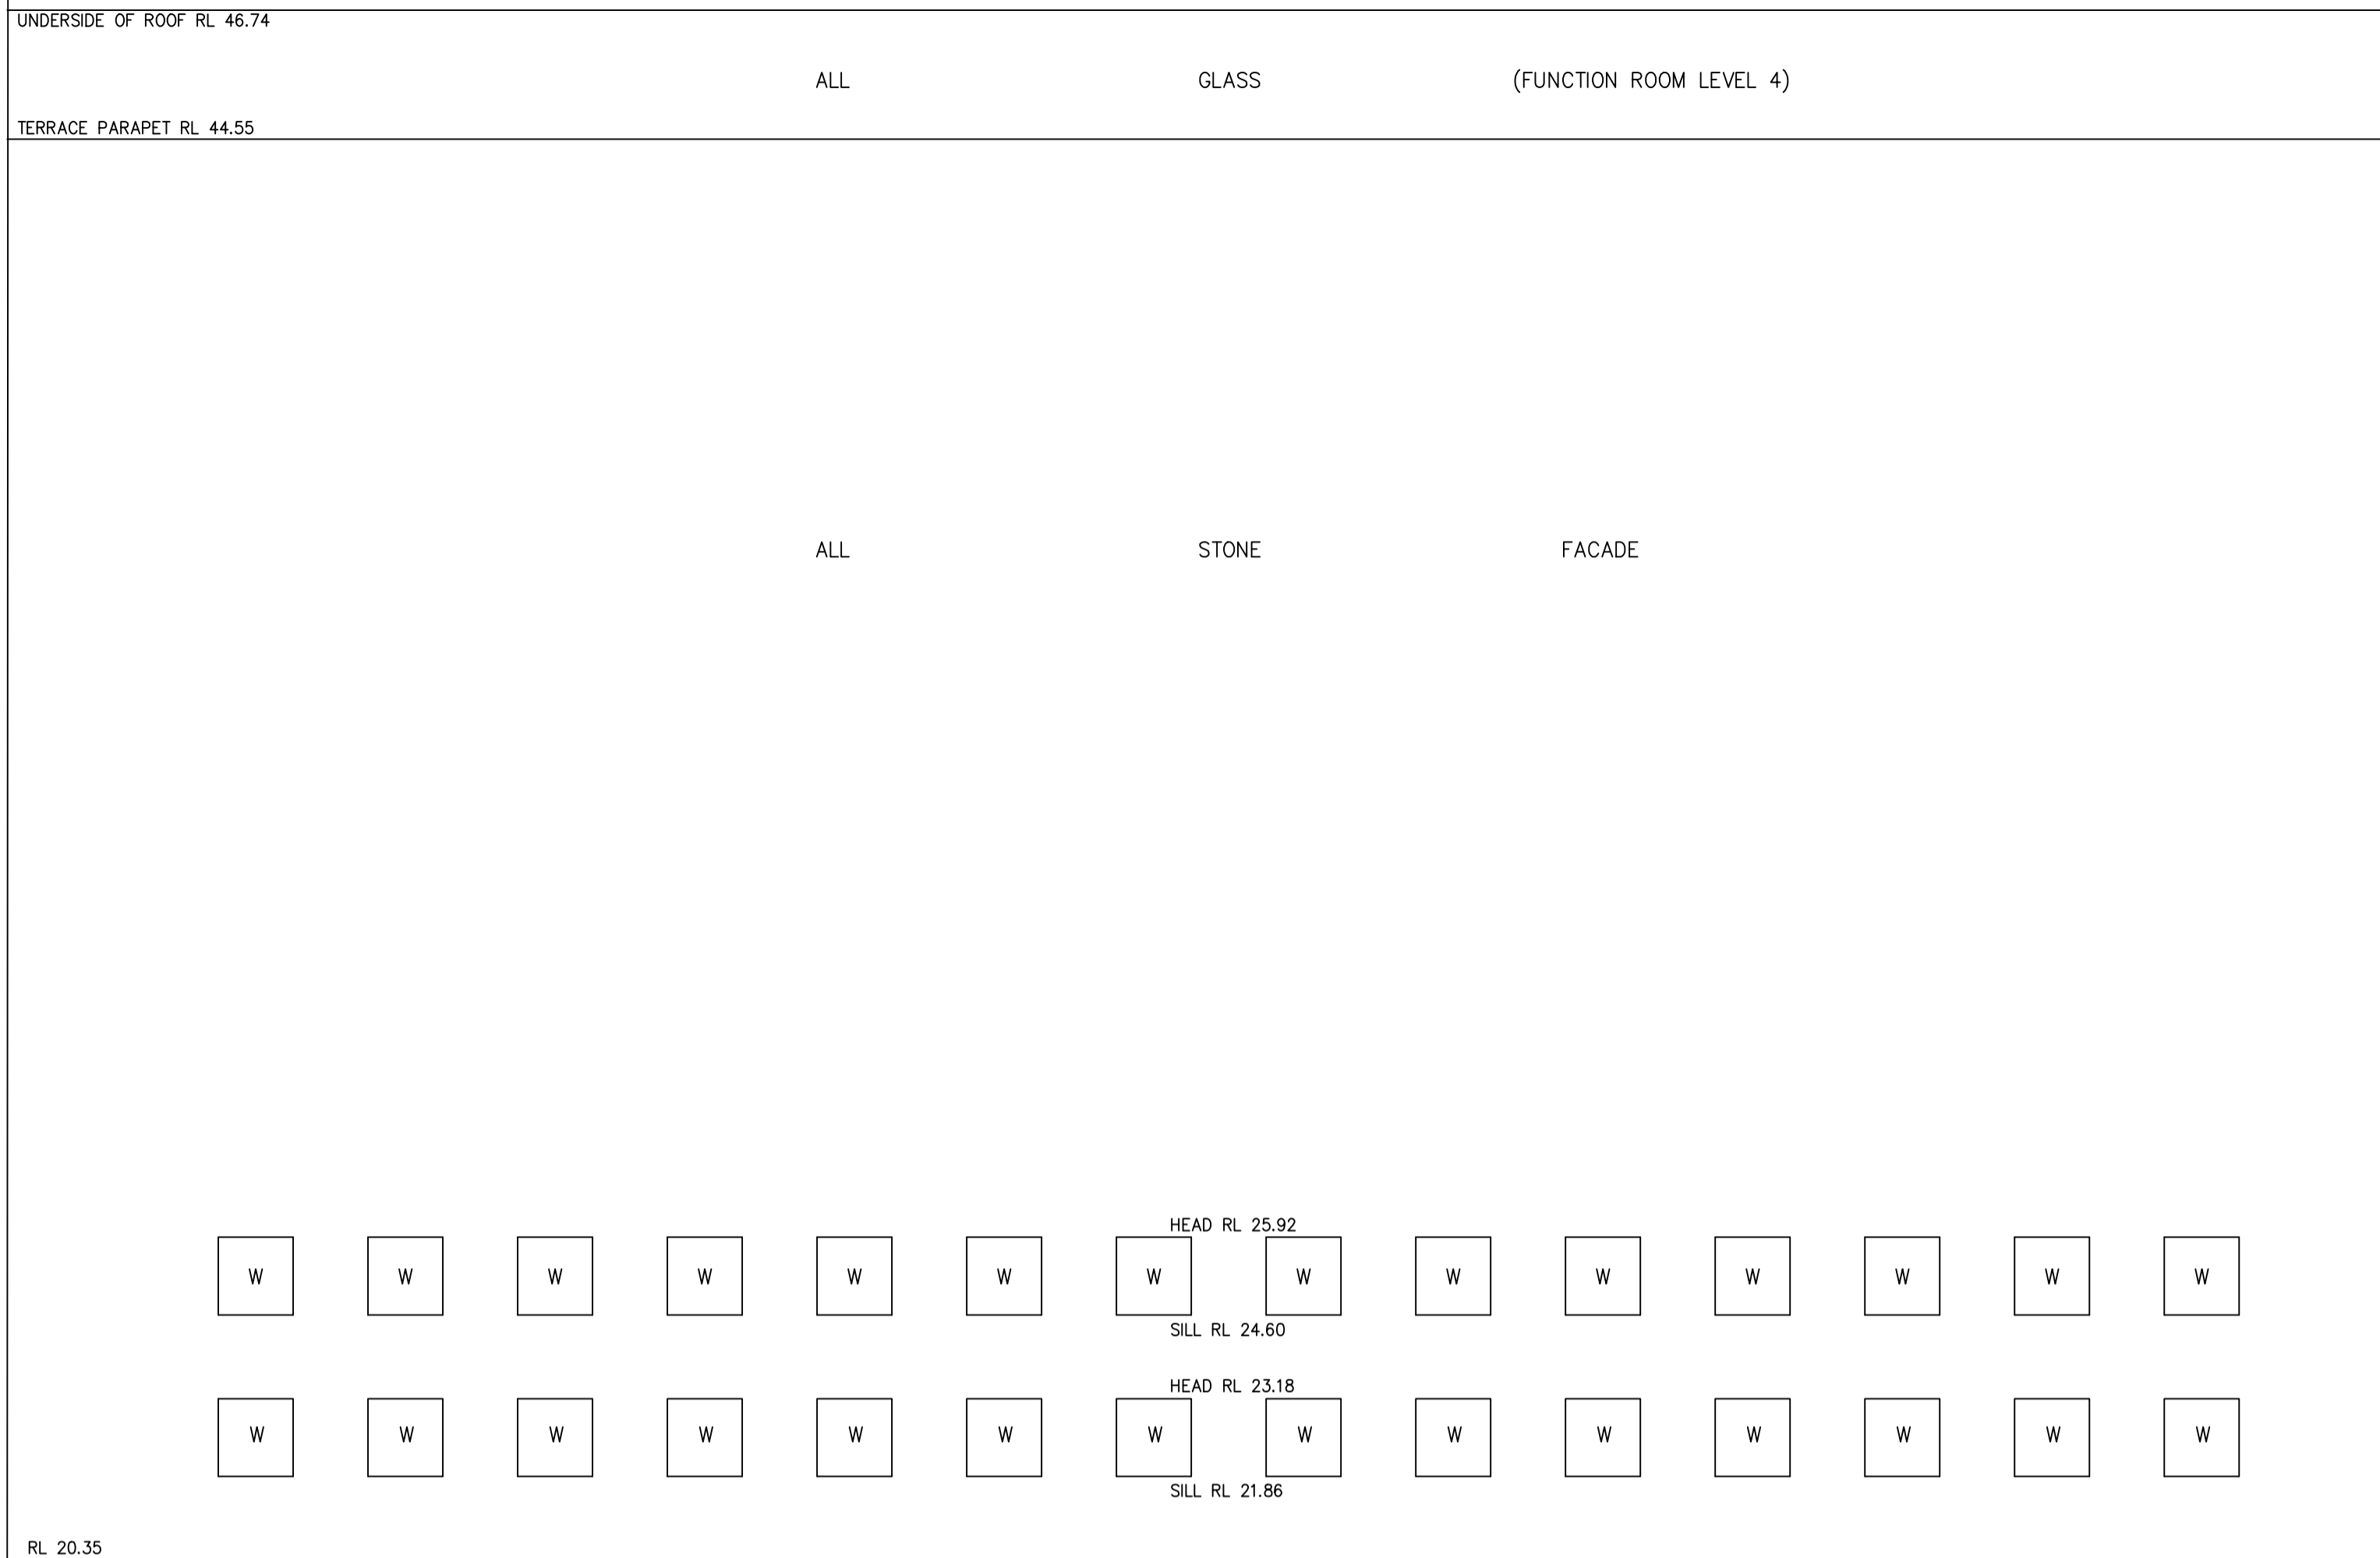 UNDERSIDE OF ROOF RL 46.74
ALL GLASS (FUNCTION ROOM LEVEL 4)
TERRACE PARAPET RL 44.55
ALL STONE FACADE
HEAD RL 25.92
W W W W W W W W W W W W W W
SILL RL 24.60
HEAD RL 23.18
W W W W W W W W W W W W W W
SILL RL 21.86
RL 20.35